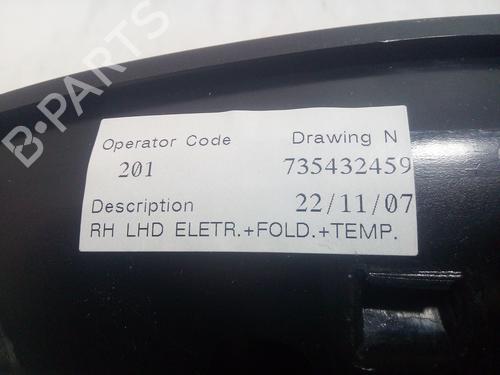 B-PARTS
Operator Code Drawing N
201 735432459
Description 22/11/07
RH LHD ELETR.+FOLD.+TEMP.